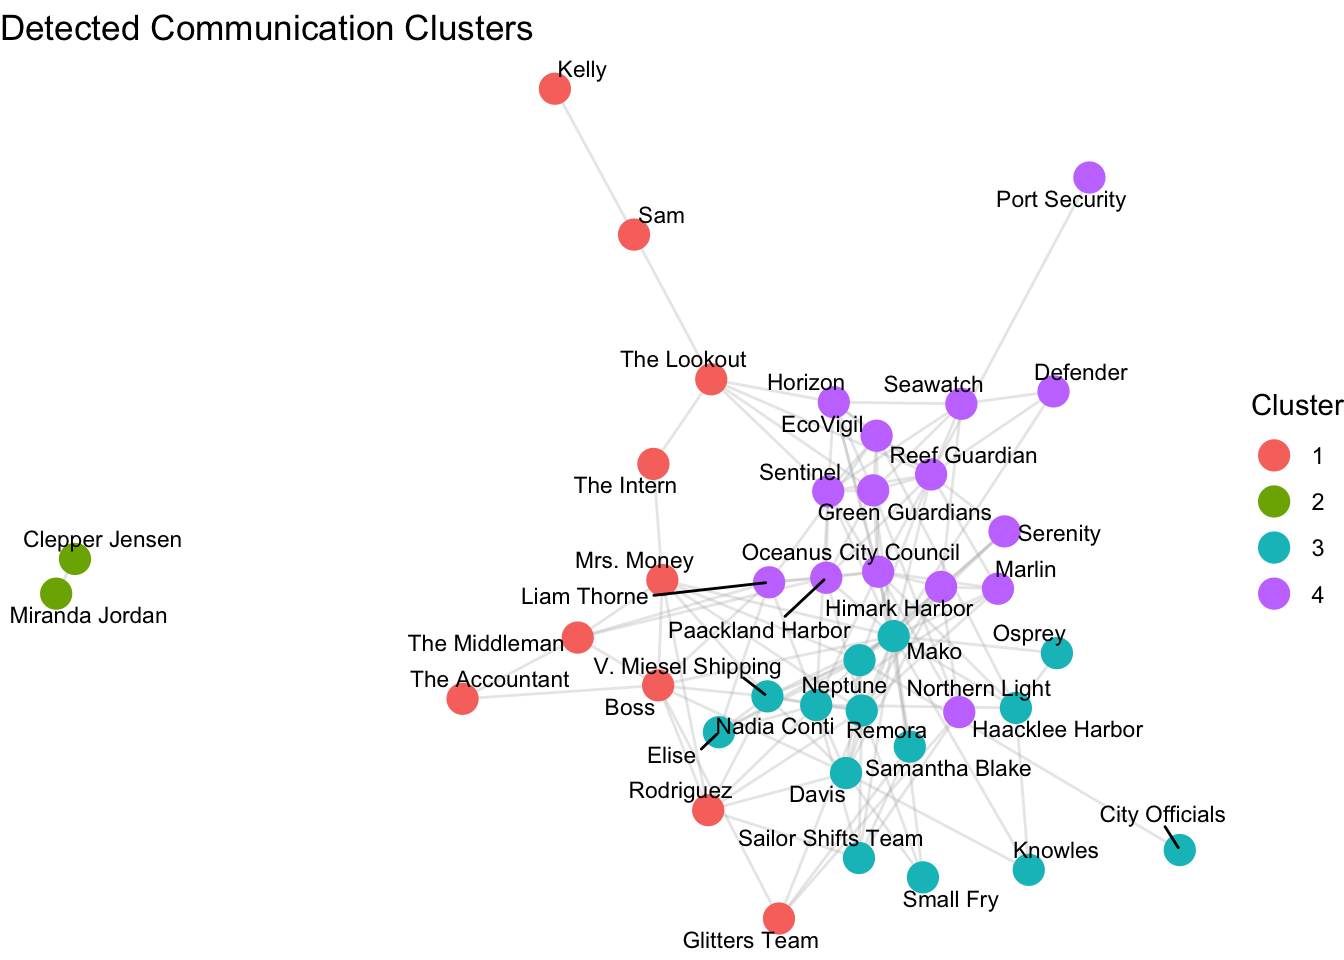 Detected Communication Clusters
Kelly
Port Security
Sam
The Lookout
Horizon
Seawatch
Defender
EcoVigil
Reef Guardian
Sentinel
The Intern
Green Guardians
Serenity
Clepper Jensen
Oceanus City Council
Mrs. Money
Marlin
Liam Thorne
Himark Harbor
Miranda Jordan
Paackland Harbor
Osprey
The Middleman
Mako
V. Miesel Shipping
The Accountant
Neptune
Northern Light
Boss
Nadia Conti
Remora
Haacklee Harbor
Elise
Samantha Blake
Rodriguez
Davis
City Officials
Sailor Shifts Team
Knowles
Small Fry
Glitters Team
Cluster
1
2
3
4